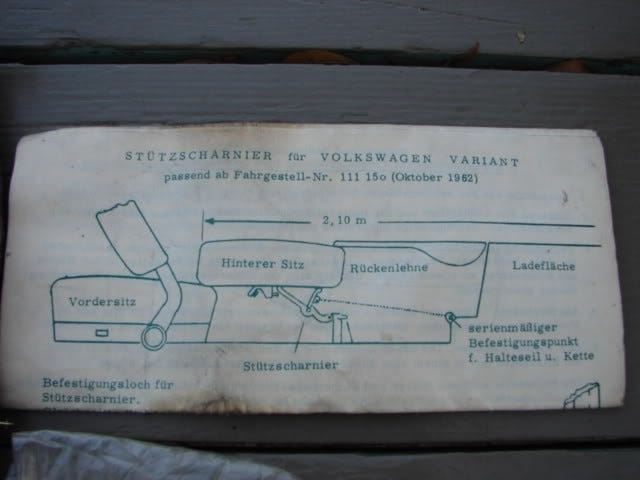 STÜTZSCHARNIER für VOLKSWAGEN VARIANT
passend ab Fahrgestell-Nr. 111 15o (Oktober 1962)
2,10 m
Hinterer Sitz
Rückenlehne
Ladefläche
Vordersitz
serienmäßiger
Befestigungspunkt
f. Halteseil u. Kette
Stützscharnier
Befestigungsloch für
Stützscharnier.